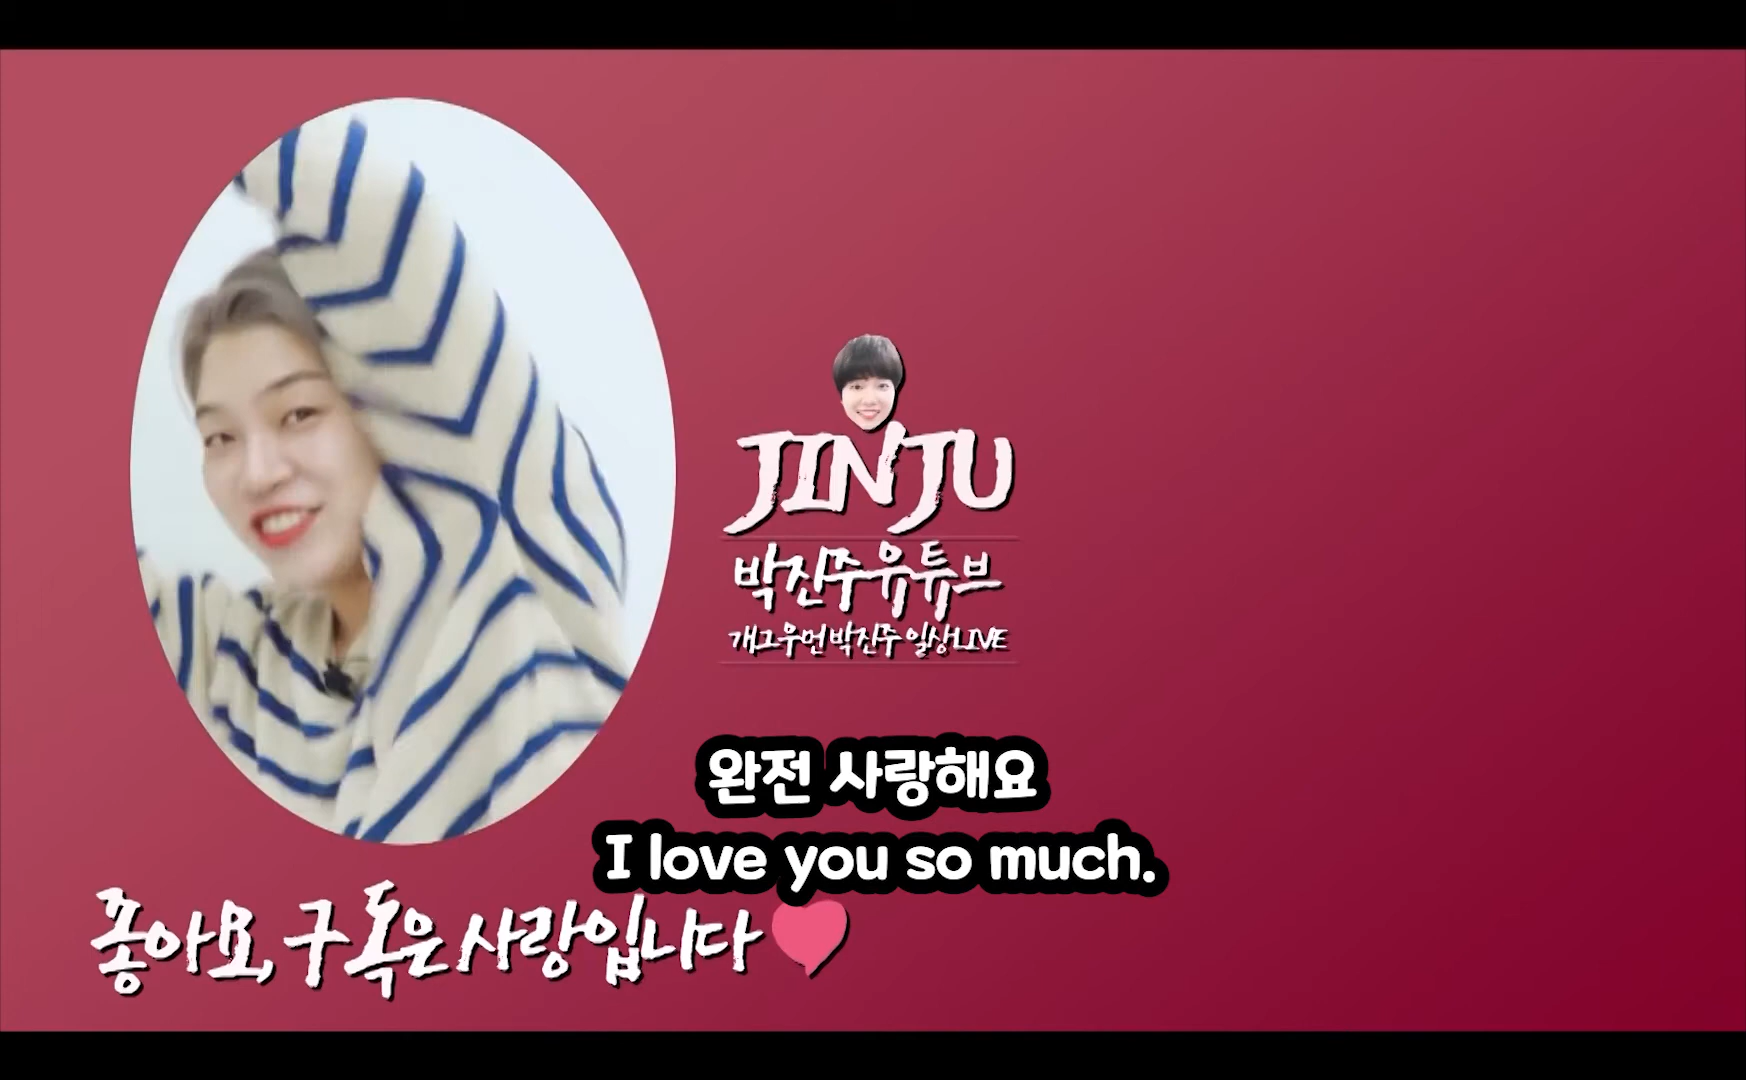 JINJU
박진주유튜브
개그우먼 박진주 일상LIVE
완전 사랑해요
I love you so much.
좋아요, 구독은 사랑입니다